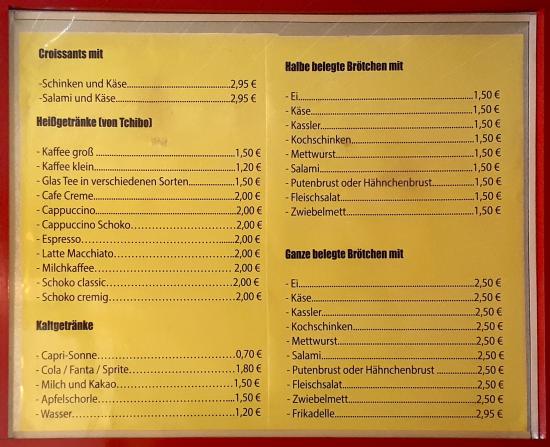 Croissants mit
-Schinken und Käse 2,95 €
-Salami und Käse 2,95 €
Heißgetränke (von Tchibo)
- Kaffee groß 1,50 €
- Kaffee klein 1,20 €
- Glas Tee in verschiedenen Sorten 1,50 €
- Cafe Creme 2,00 €
- Cappuccino 2,00 €
- Cappuccino Schoko 2,00 €
- Espresso 2,00 €
- Latte Macchiato 2,00 €
- Milchkaffee 2,00 €
- Schoko classic 2,00 €
- Schoko cremig 2,00 €
Kaltgetränke
- Capri-Sonne 0,70 €
- Cola / Fanta / Sprite 1,80 €
- Milch und Kakao 1,50 €
- Apfelschorle 1,50 €
- Wasser 1,20 €
Halbe belegte Brötchen mit
- Ei 1,50 €
- Käse 1,50 €
- Kassler 1,50 €
- Kochschinken 1,50 €
- Mettwurst 1,50 €
- Salami 1,50 €
- Putenbrust oder Hähnchenbrust 1,50 €
- Fleischsalat 1,50 €
- Zwiebelmett 1,50 €
Ganze belegte Brötchen mit
- Ei 2,50 €
- Käse 2,50 €
- Kassler 2,50 €
- Kochschinken 2,50 €
- Mettwurst 2,50 €
- Salami 2,50 €
- Putenbrust oder Hähnchenbrust 2,50 €
- Fleischsalat 2,50 €
- Zwiebelmett 2,50 €
- Frikadelle 2,95 €